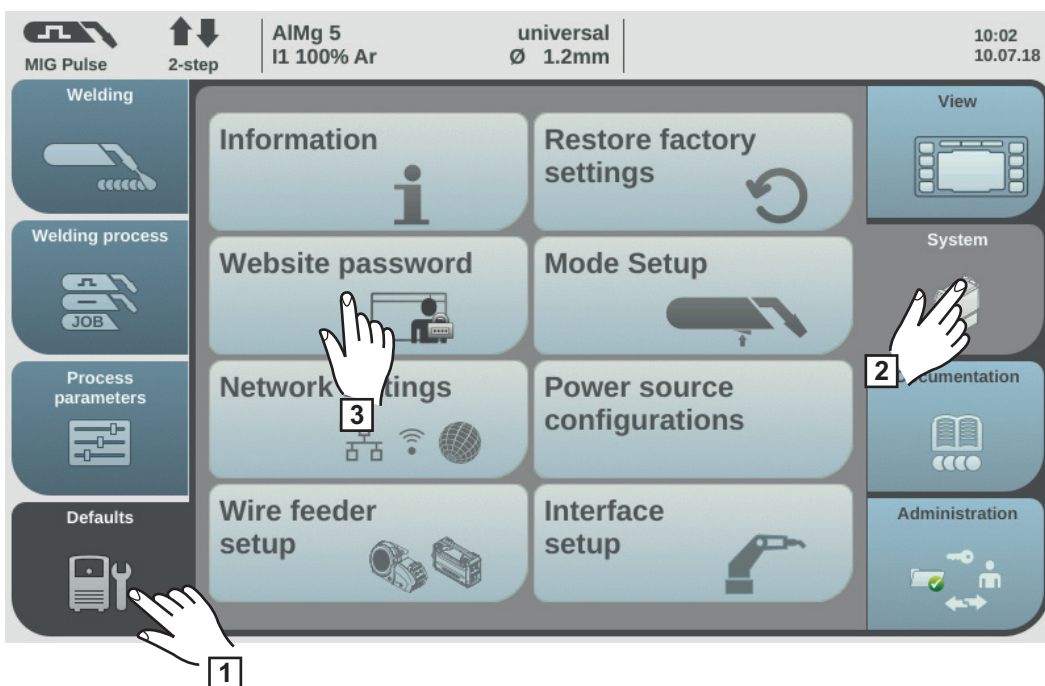 MIG Pulse
2-step
AlMg 5
I1 100% Ar
universal
Ø 1.2mm
10:02
10.07.18
Welding
Welding process
JOB
Process
parameters
Defaults
1
Information
Restore factory
settings
Website password
Mode Setup
Network settings
3
Power source
configurations
Wire feeder
setup
Interface
setup
View
System
2
Documentation
Administration